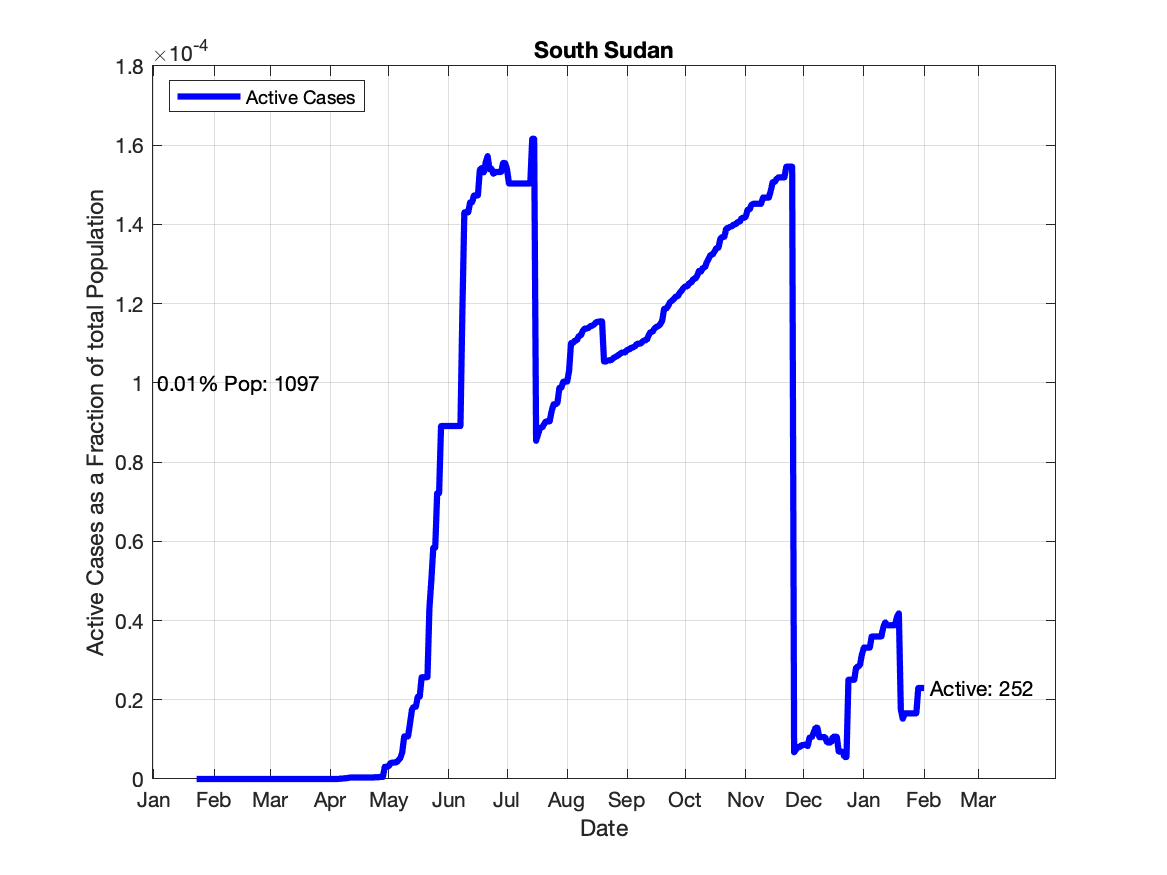 South Sudan
×10-4
1.8
1.6
1.4
1.2
1
0.8
0.6
0.4
0.2
0
Active Cases as a Fraction of total Population
Active Cases
0.01% Pop: 1097
Active: 252
Jan Feb Mar Apr May Jun Jul Aug Sep Oct Nov Dec Jan Feb Mar
Date